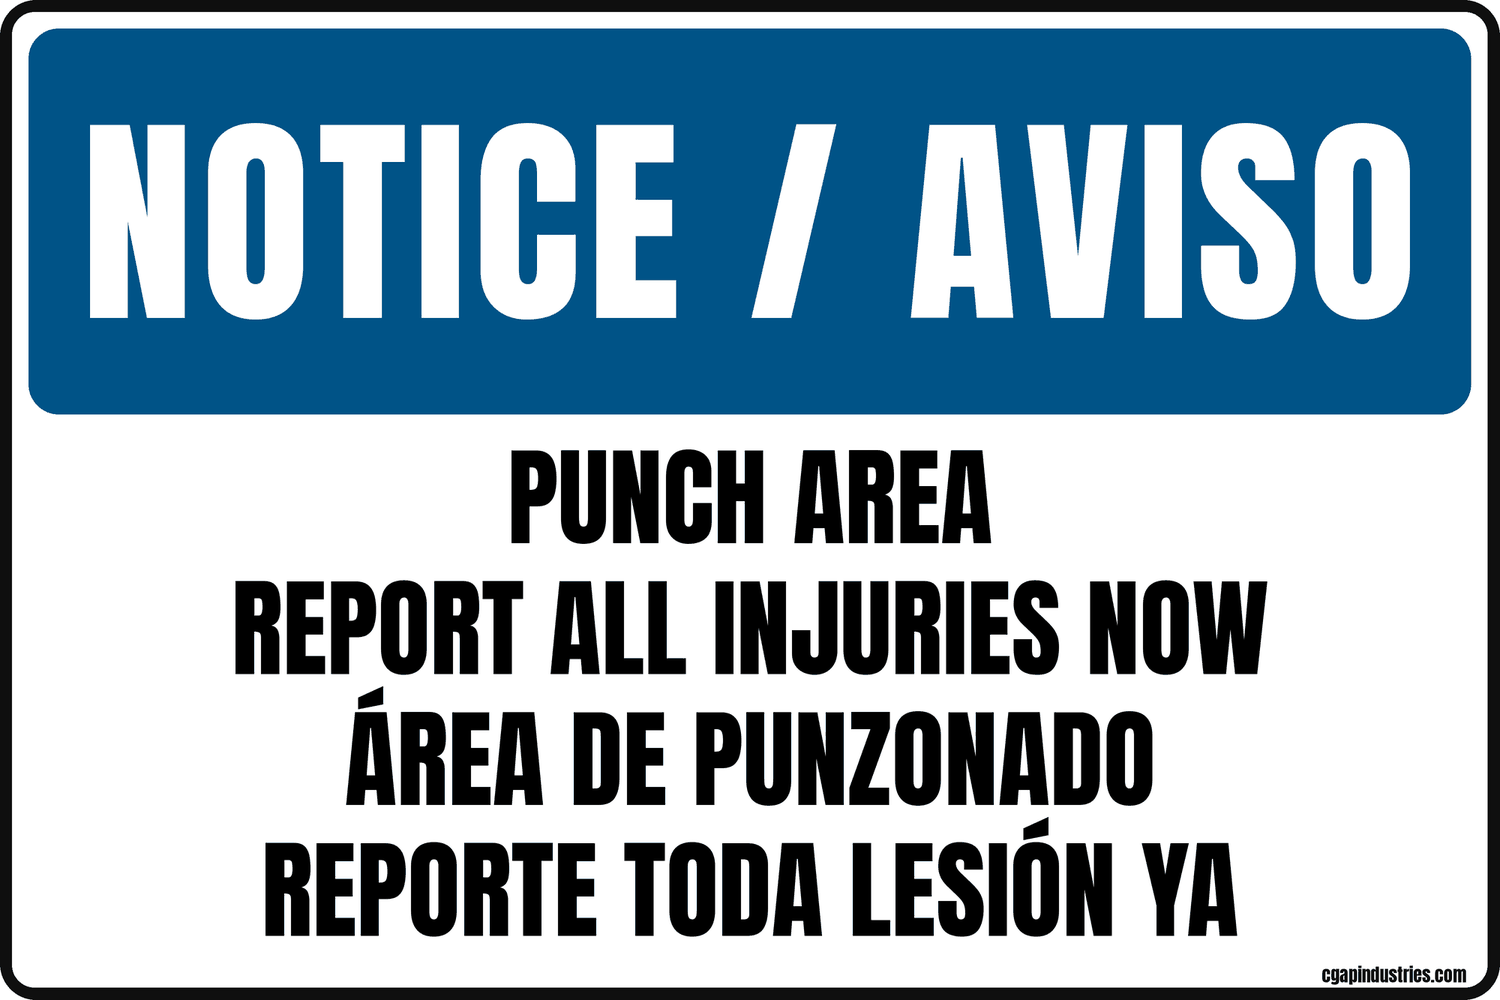 NOTICE / AVISO
PUNCH AREA
REPORT ALL INJURIES NOW
ÁREA DE PUNZONADO
REPORTE TODA LESIÓN YA
cgapindustries.com